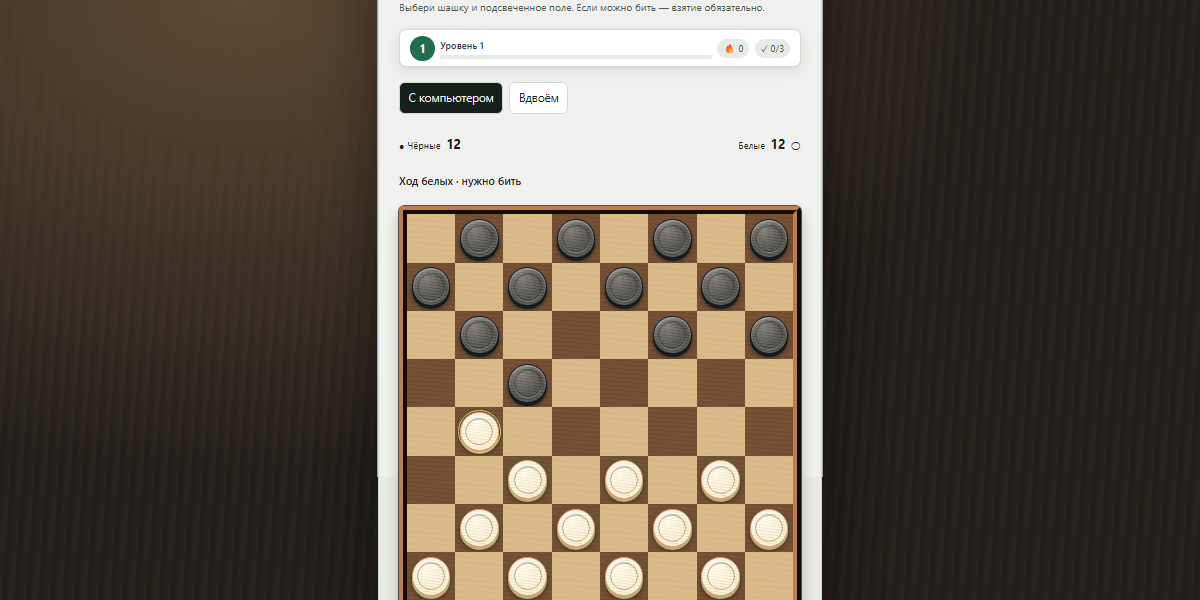 Выбери шашку и подсвеченное поле. Если можно бить — взятие обязательно.
1 Уровень 1 🔥 0 ✓ 0/3
С компьютером Вдвоём
● Чёрные 12 Белые 12 ○
Ход белых · нужно бить